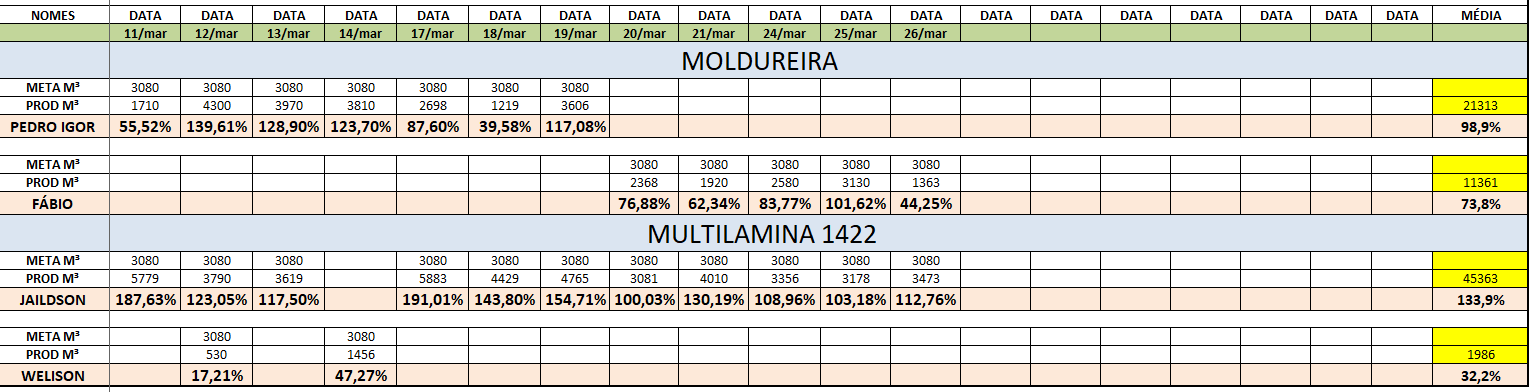 NOMES DATA DATA DATA DATA DATA DATA DATA DATA DATA DATA DATA DATA DATA DATA DATA DATA DATA DATA DATA DATA MÉDIA
11/mar 12/mar 13/mar 14/mar 17/mar 18/mar 19/mar 20/mar 21/mar 24/mar 25/mar 26/mar
MOLDUREIRA
META M³ 3080 3080 3080 3080 3080 3080 3080
PROD M³ 1710 4300 3970 3810 2698 1219 3606 21313
PEDRO IGOR 55,52% 139,61% 128,90% 123,70% 87,60% 39,58% 117,08% 98,9%
META M³ 3080 3080 3080 3080 3080
PROD M³ 2368 1920 2580 3130 1363 11361
FÁBIO 76,88% 62,34% 83,77% 101,62% 44,25% 73,8%
MULTILAMINA 1422
META M³ 3080 3080 3080 3080 3080 3080 3080 3080 3080 3080 3080
PROD M³ 5779 3790 3619 5883 4429 4765 3081 4010 3356 3178 3473 45363
JAILDSON 187,63% 123,05% 117,50% 191,01% 143,80% 154,71% 100,03% 130,19% 108,96% 103,18% 112,76% 133,9%
META M³ 3080 3080
PROD M³ 530 1456 1986
WELISON 17,21% 47,27% 32,2%